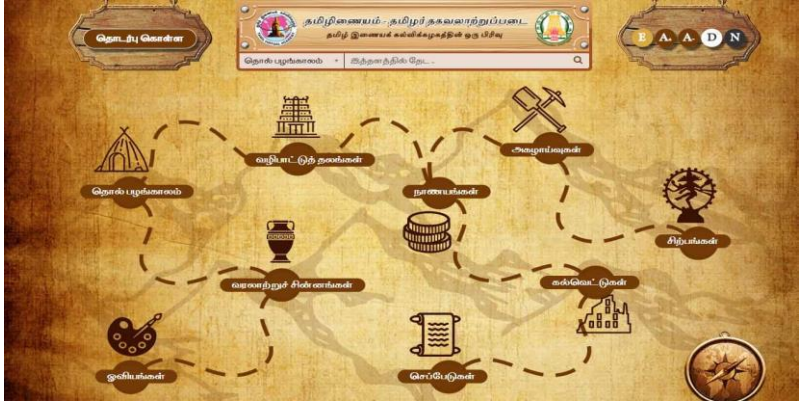 தொடர்பு கொள்ள
தமிழிணையம் - தமிழர் தகவலாற்றுப்படை
தமிழ் இணையக் கல்விக்கழகத்தின் ஒரு பிரிவு
E A. A D N
தொல் பழங்காலம்
இத்தளத்தில் தேட ..
அகழாய்வுகள்
வழிபாட்டுத் தலங்கள்
தொல் பழங்காலம்
நாணயங்கள்
சிற்பங்கள்
வரலாற்றுச் சின்னங்கள்
கல்வெட்டுகள்
ஓவியங்கள்
செப்பேடுகள்